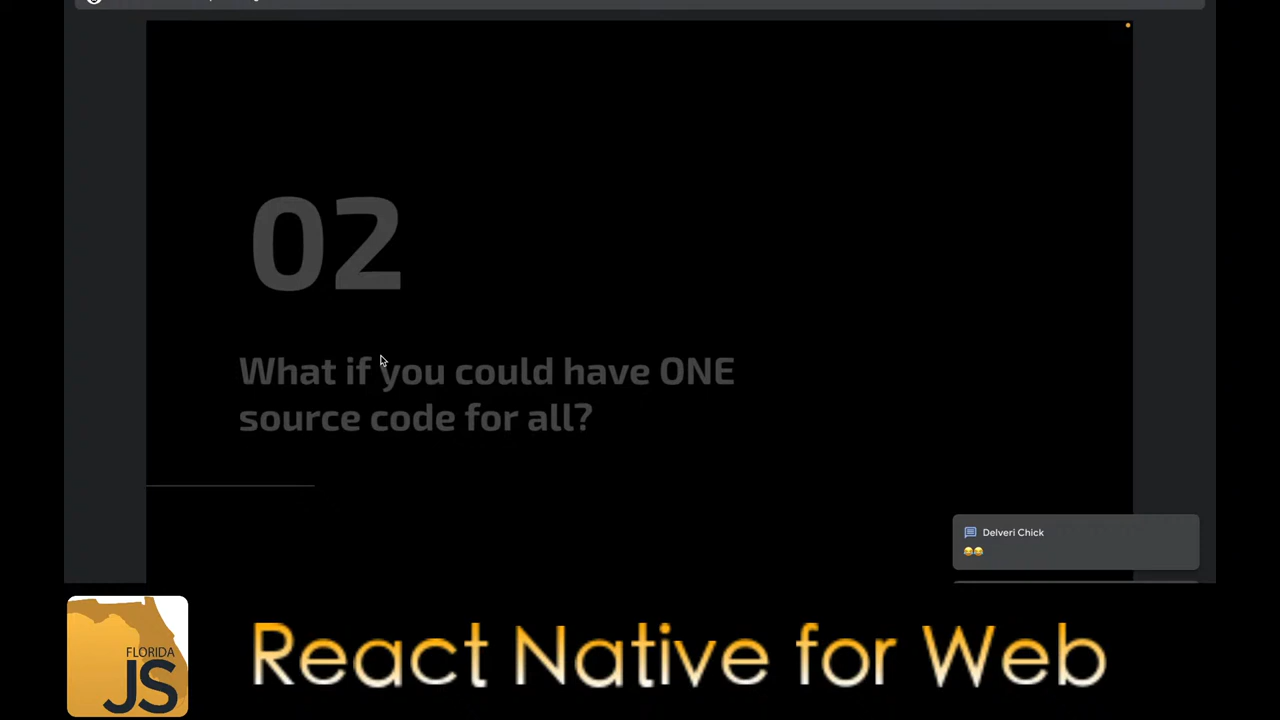 02
What if you could have ONE
source code for all?
Delveri Chick
😂😂
FLORIDA
JS
React Native for Web